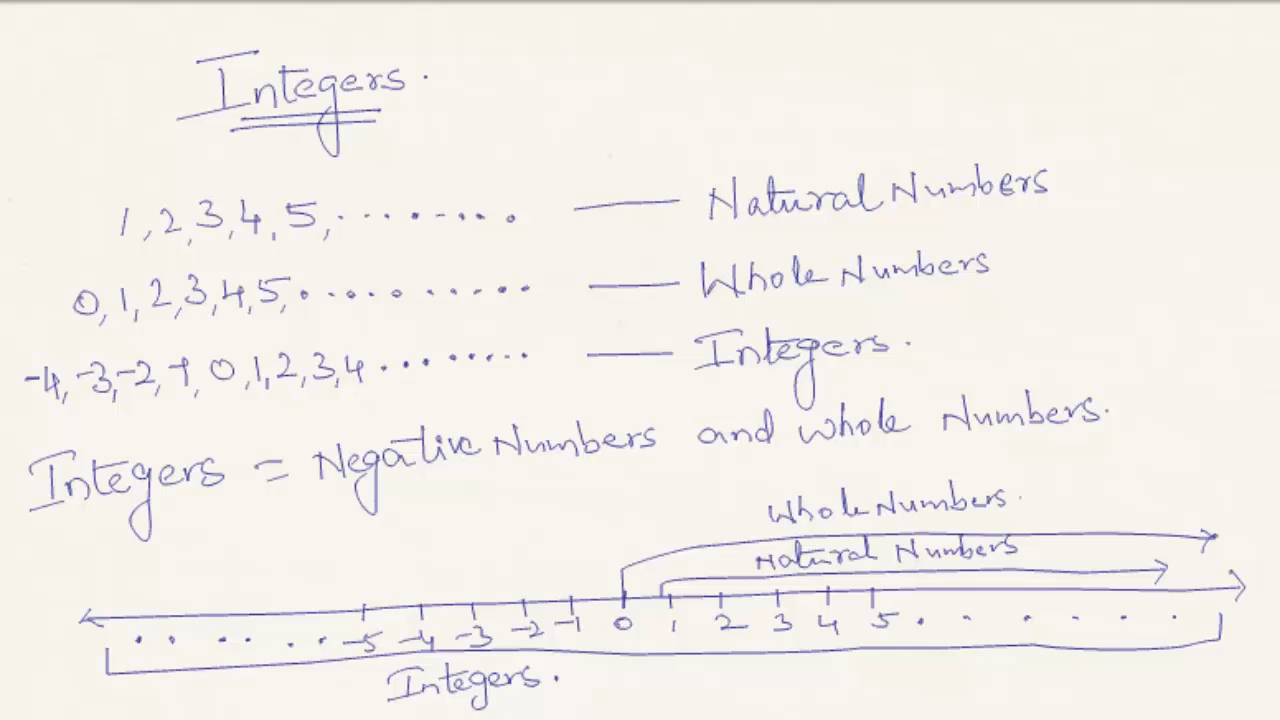 Integers.
1, 2, 3, 4, 5, ......... — Natural Numbers
0, 1, 2, 3, 4, 5, .......... — Whole Numbers
-4, -3, -2, -1, 0, 1, 2, 3, 4 ......... — Integers.
Integers = Negative Numbers and whole Numbers.
Whole Numbers.
Natural Numbers
. . . . . . -5 -4 -3 -2 -1 0 1 2 3 4 5 . . . . . .
Integers.